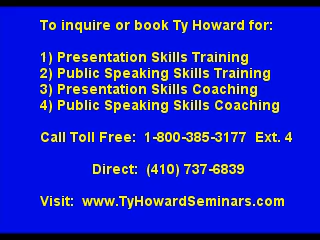 To inquire or book Ty Howard for:
1) Presentation Skills Training
2) Public Speaking Skills Training
3) Presentation Skills Coaching
4) Public Speaking Skills Coaching
Call Toll Free: 1-800-385-3177 Ext. 4
Direct: (410) 737-6839
Visit: www.TyHowardSeminars.com